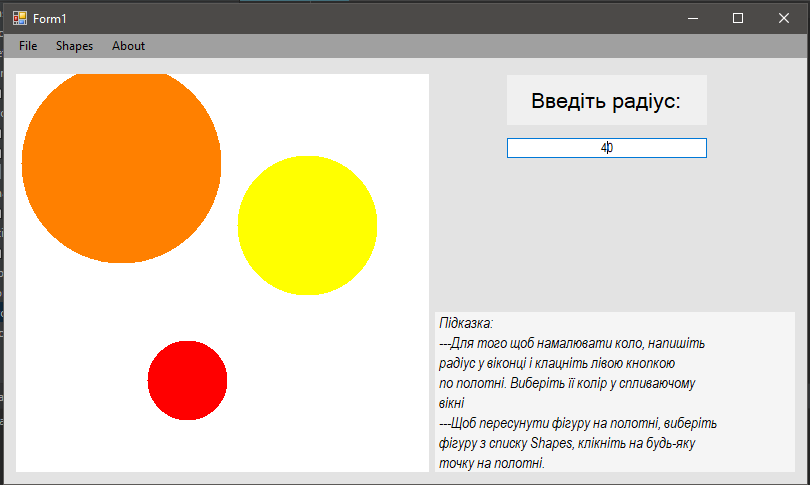 Form1
File Shapes About
Введіть радіус:
40
Підказка:
---Для того щоб намалювати коло, напишіть
радіус у віконці і клацніть лівою кнопкою
по полотні. Виберіть її колір у спливаючому
вікні
---Щоб пересунути фігуру на полотні, виберіть
фігуру з списку Shapes, клікніть на будь-яку
точку на полотні.